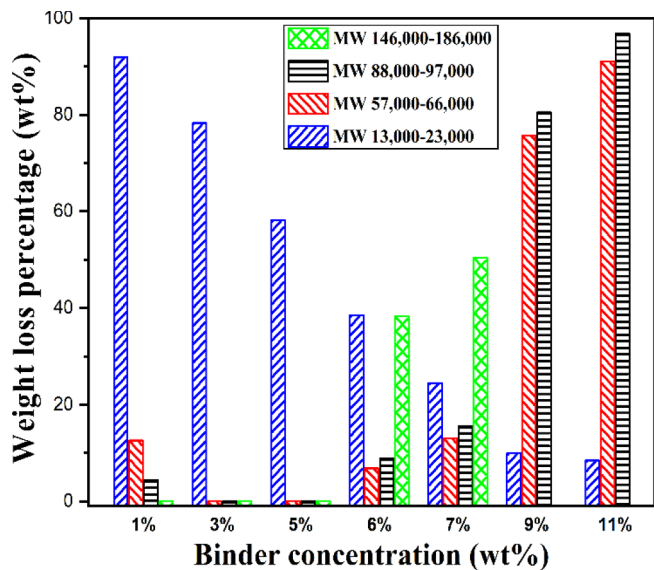 Weight loss percentage (wt%)
100
80
60
40
20
0
MW 146,000-186,000
MW 88,000-97,000
MW 57,000-66,000
MW 13,000-23,000
1% 3% 5% 6% 7% 9% 11%
Binder concentration (wt%)